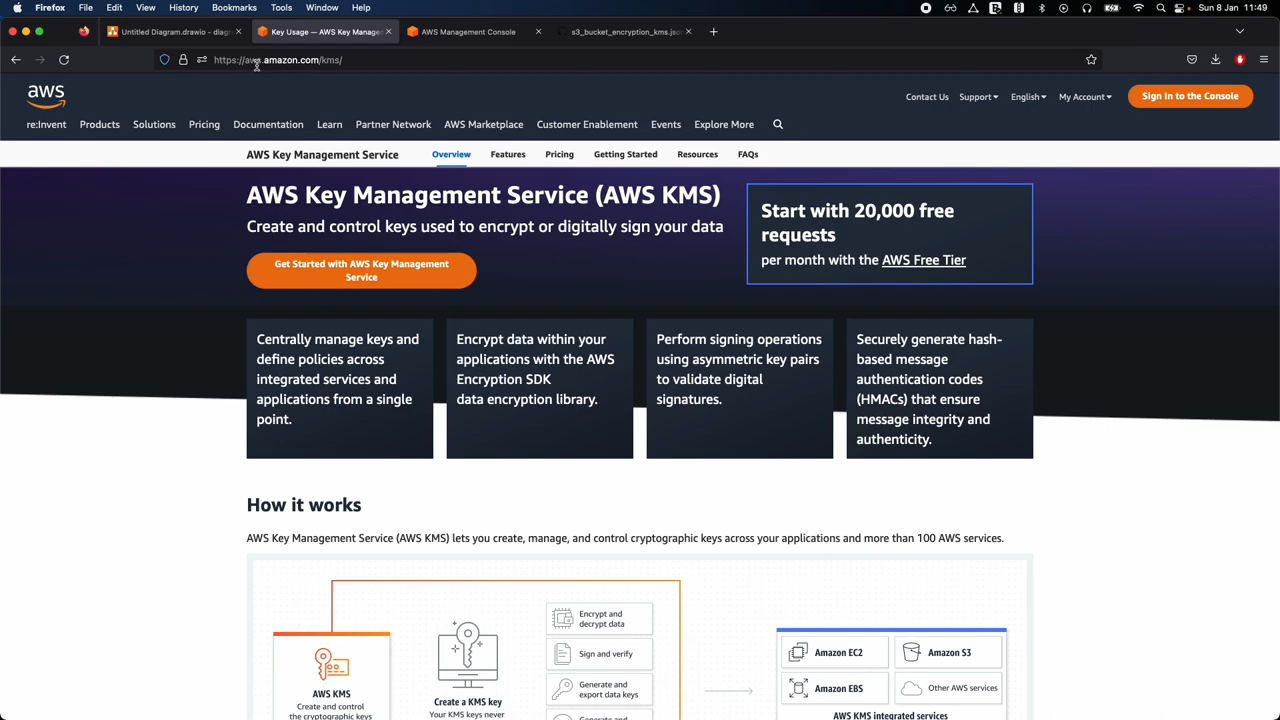 Firefox File Edit View History Bookmarks Tools Window Help Sun 8 Jan 11:49
Untitled Diagram.drawio - diagr
Key Usage — AWS Key Manage
AWS Management Console
s3_bucket_encryption_kms.json
amazon.com/kms/
aws
Contact Us Support English My Account Sign In to the Console
re:Invent Products Solutions Pricing Documentation Learn Partner Network AWS Marketplace Customer Enablement Events Explore More
AWS Key Management Service Overview Features Pricing Getting Started Resources FAQs
AWS Key Management Service (AWS KMS)
Create and control keys used to encrypt or digitally sign your data
Get Started with AWS Key Management
Service
Start with 20,000 free
requests
per month with the AWS Free Tier
Centrally manage keys and
define policies across
integrated services and
applications from a single
point.
Encrypt data within your
applications with the AWS
Encryption SDK
data encryption library.
Perform signing operations
using asymmetric key pairs
to validate digital
signatures.
Securely generate hash-
based message
authentication codes
(HMACs) that ensure
message integrity and
authenticity.
How it works
AWS Key Management Service (AWS KMS) lets you create, manage, and control cryptographic keys across your applications and more than 100 AWS services.
AWS KMS
Create and control
the cryptographic keys
Create a KMS key
Your KMS keys never
Encrypt and
decrypt data
Sign and verify
Generate and
export data keys
Amazon EC2
Amazon S3
Amazon EBS
Other AWS services
AWS KMS integrated services